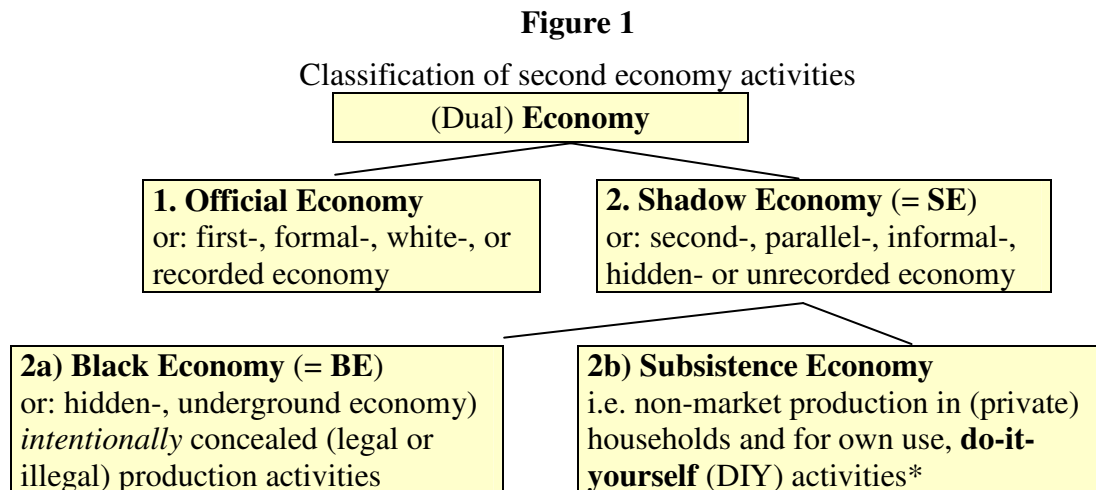 Figure 1
Classification of second economy activities
(Dual) Economy
1. Official Economy
or: first-, formal-, white-, or
recorded economy
2. Shadow Economy (= SE)
or: second-, parallel-, informal-,
hidden- or unrecorded economy
2a) Black Economy (= BE)
or: hidden-, underground economy)
intentionally concealed (legal or
illegal) production activities
2b) Subsistence Economy
i.e. non-market production in (private)
households and for own use, do-it-
yourself (DIY) activities*